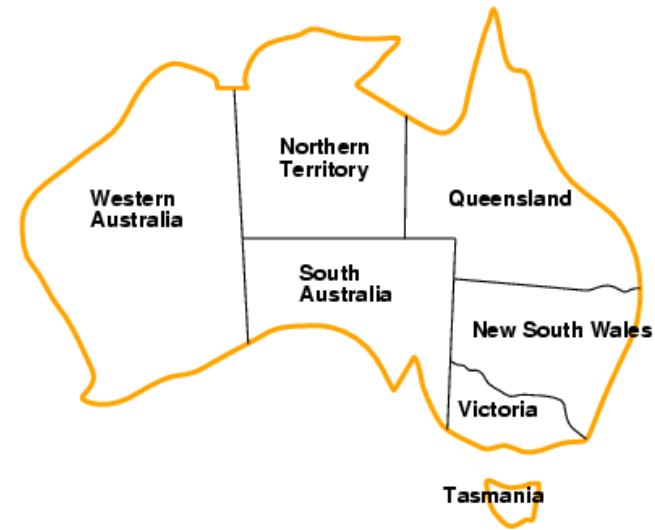 Northern
Territory
Western
Australia
Queensland
South
Australia
New South Wales
Victoria
Tasmania